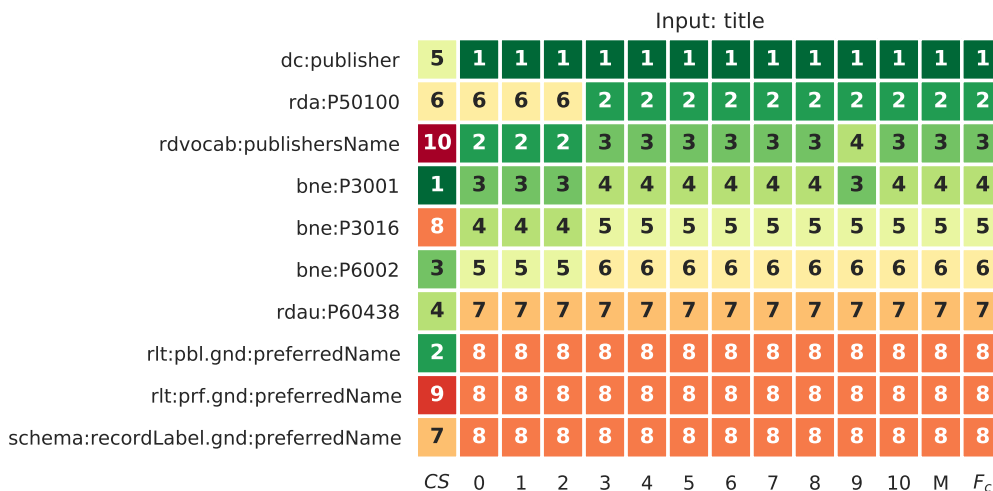 Input: title
dc:publisher 5 1 1 1 1 1 1 1 1 1 1 1 1 1
rda:P50100 6 6 6 6 2 2 2 2 2 2 2 2 2 2
rdvocab:publishersName 10 2 2 2 3 3 3 3 3 3 4 3 3 3
bne:P3001 1 3 3 3 4 4 4 4 4 4 3 4 4 4
bne:P3016 8 4 4 4 5 5 5 5 5 5 5 5 5 5
bne:P6002 3 5 5 5 6 6 6 6 6 6 6 6 6 6
rdau:P60438 4 7 7 7 7 7 7 7 7 7 7 7 7 7
rlt:pbl.gnd:preferredName 2 8 8 8 8 8 8 8 8 8 8 8 8 8
rlt:prf.gnd:preferredName 9 8 8 8 8 8 8 8 8 8 8 8 8 8
schema:recordLabel.gnd:preferredName 7 8 8 8 8 8 8 8 8 8 8 8 8 8
CS 0 1 2 3 4 5 6 7 8 9 10 M Fc